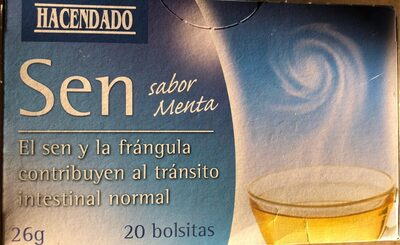 HACENDADO
Sen sabor
Menta
El sen y la frángula
contribuyen al tránsito
intestinal normal
26g 20 bolsitas